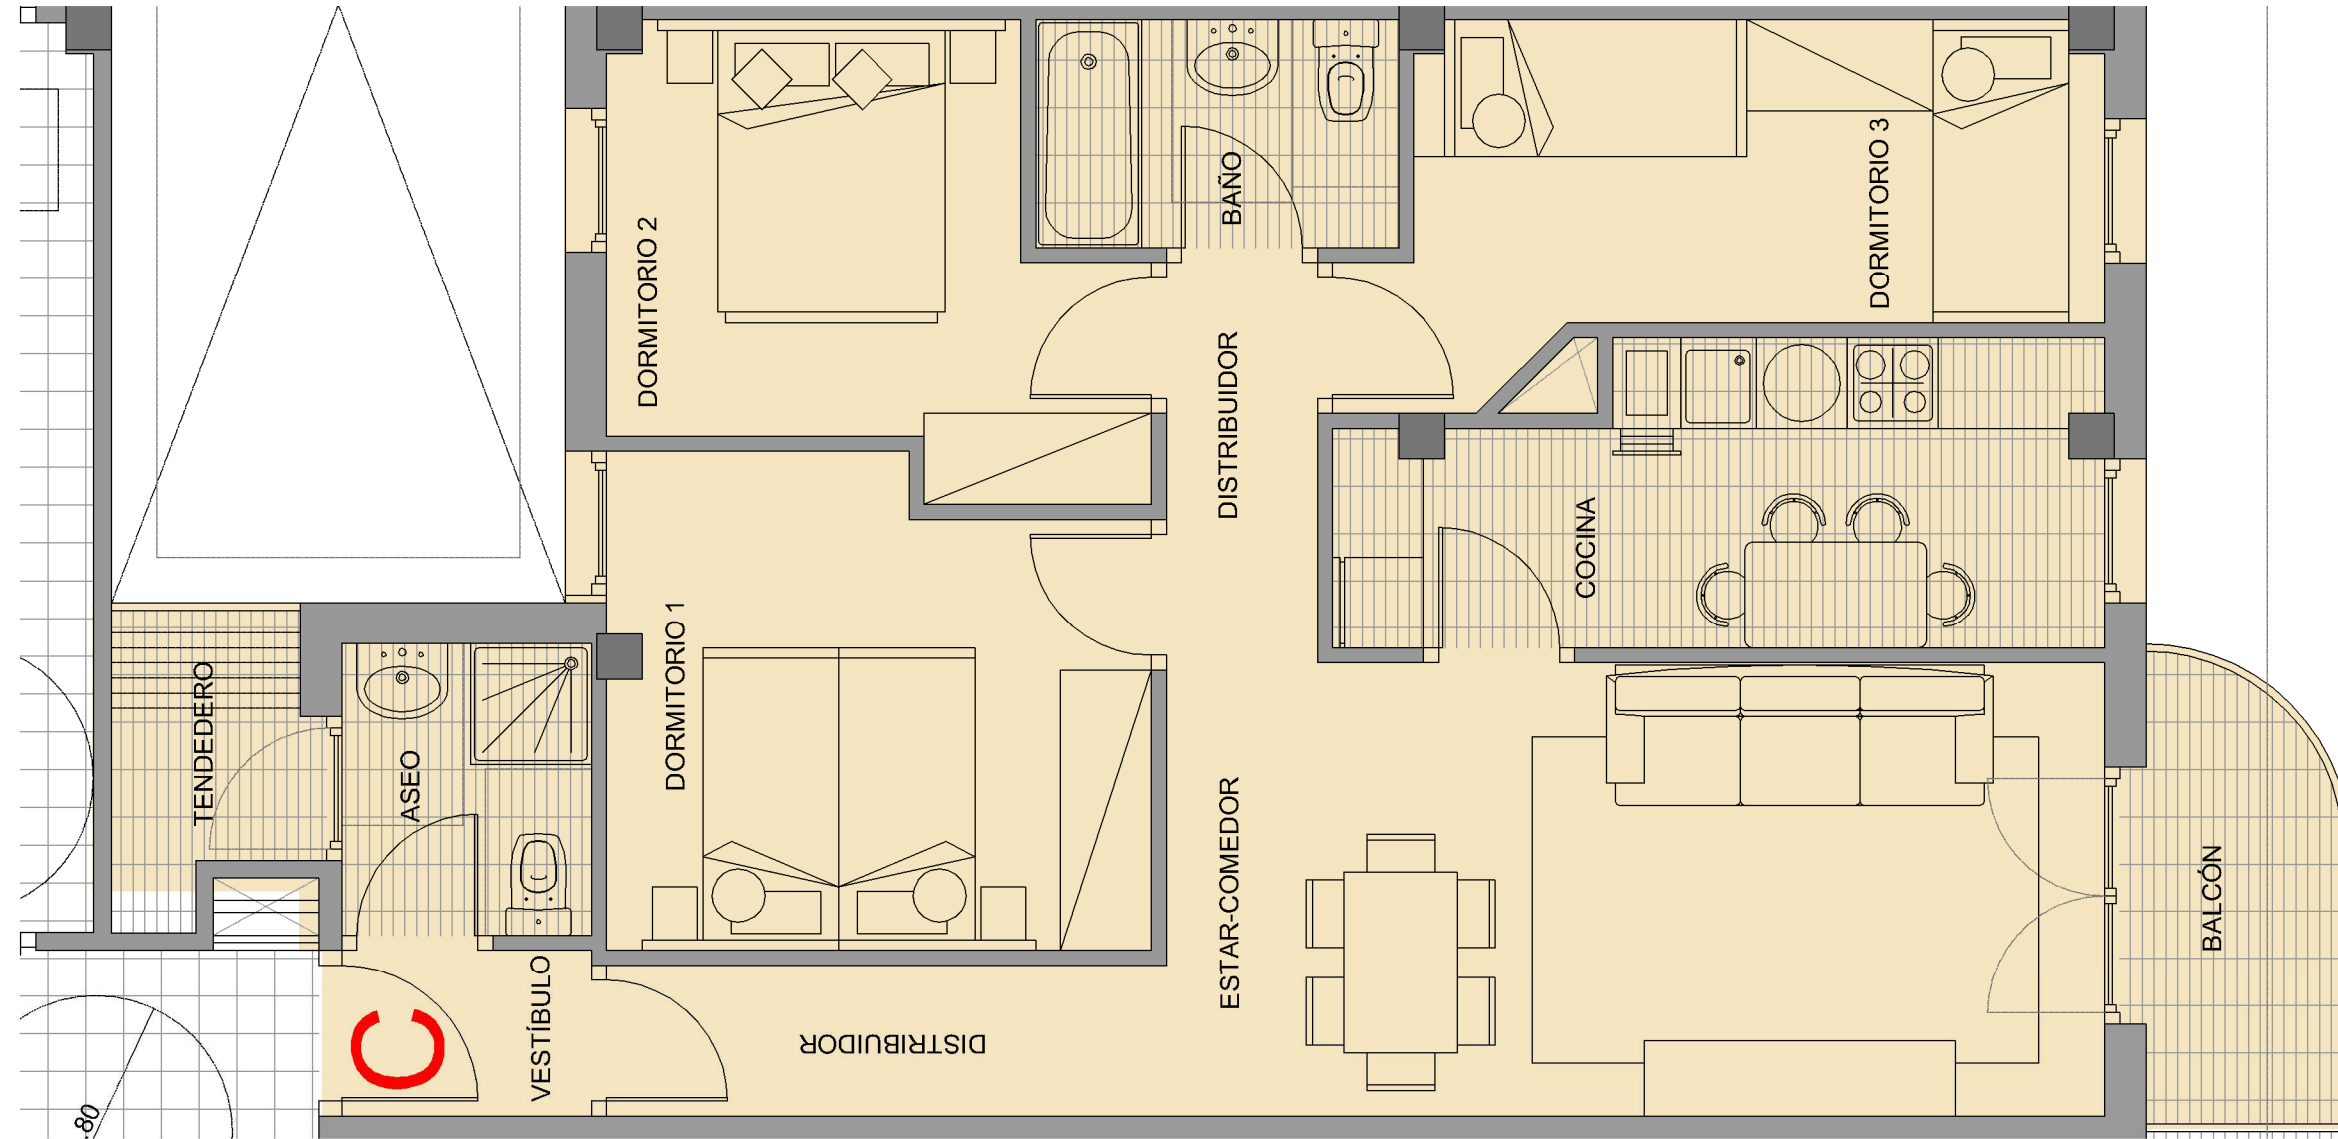 BAÑO
DORMITORIO 3
DORMITORIO 2
DISTRIBUIDOR
COCINA
DORMITORIO 1
TENDEDERO
ASEO
ESTAR-COMEDOR
BALCÓN
VESTÍBULO
DISTRIBUIDOR
C
.80